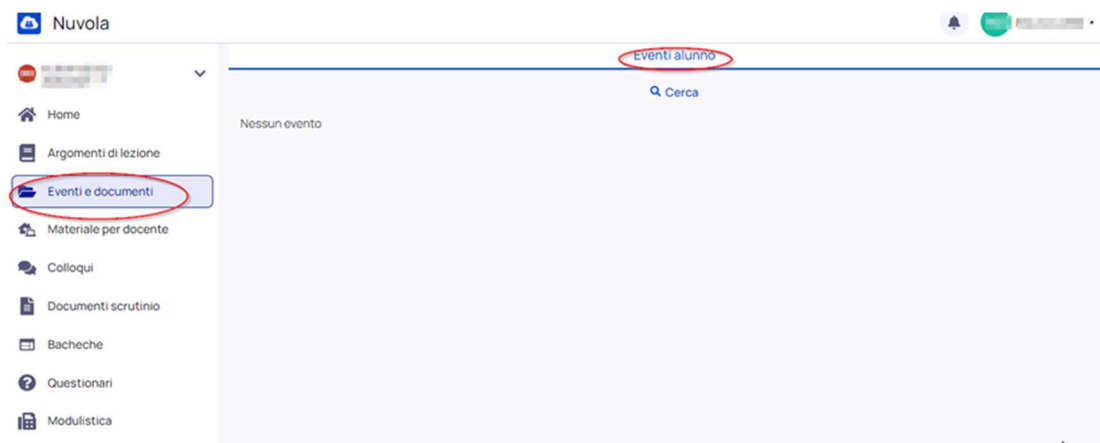 Nuvola
Eventi alunno
Cerca
Nessun evento
Home
Argomenti di lezione
Eventi e documenti
Materiale per docente
Colloqui
Documenti scrutinio
Bacheche
Questionari
Modulistica